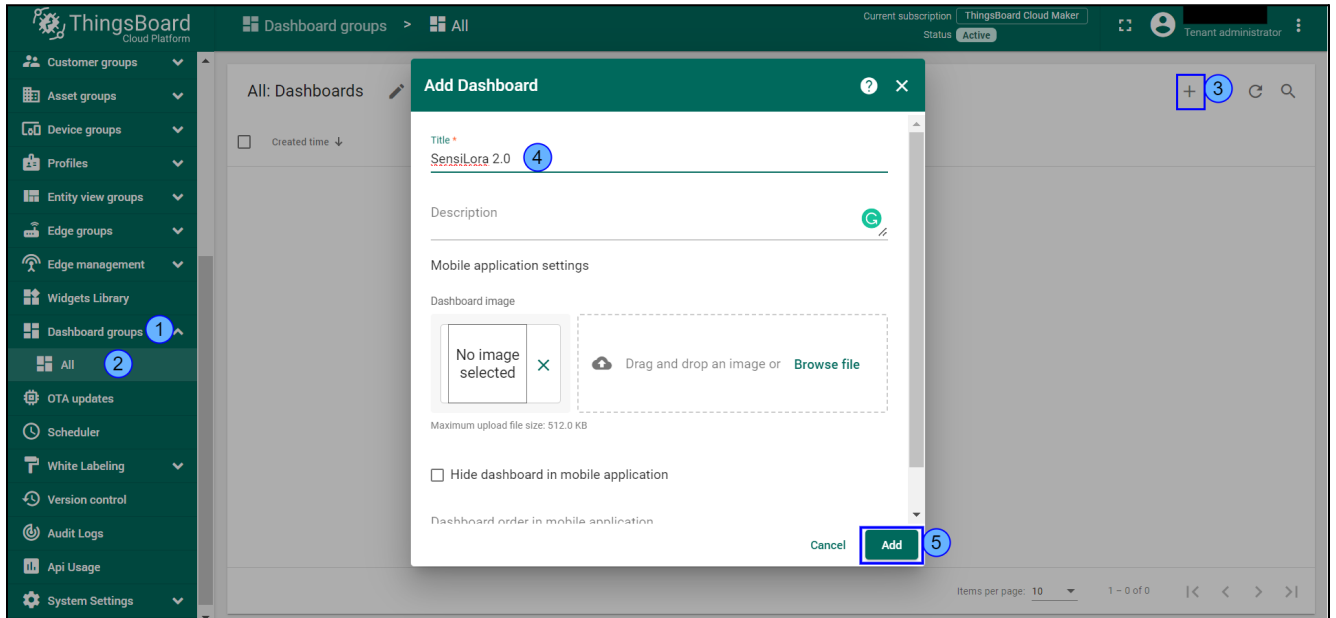 ThingsBoard
Cloud Platform
Dashboard groups > All
Current subscription ThingsBoard Cloud Maker
Status Active
Tenant administrator
Customer groups
Asset groups
Device groups
Profiles
Entity view groups
Edge groups
Edge management
Widgets Library
Dashboard groups 1
All 2
OTA updates
Scheduler
White Labeling
Version control
Audit Logs
Api Usage
System Settings
All: Dashboards
3
Created time
Add Dashboard
Title *
SensiLora 2.0 4
Description
G
Mobile application settings
Dashboard image
No image
selected
Drag and drop an image or Browse file
Maximum upload file size: 512.0 KB
Hide dashboard in mobile application
Dashboard order in mobile application
Cancel Add 5
Items per page: 10 1 – 0 of 0